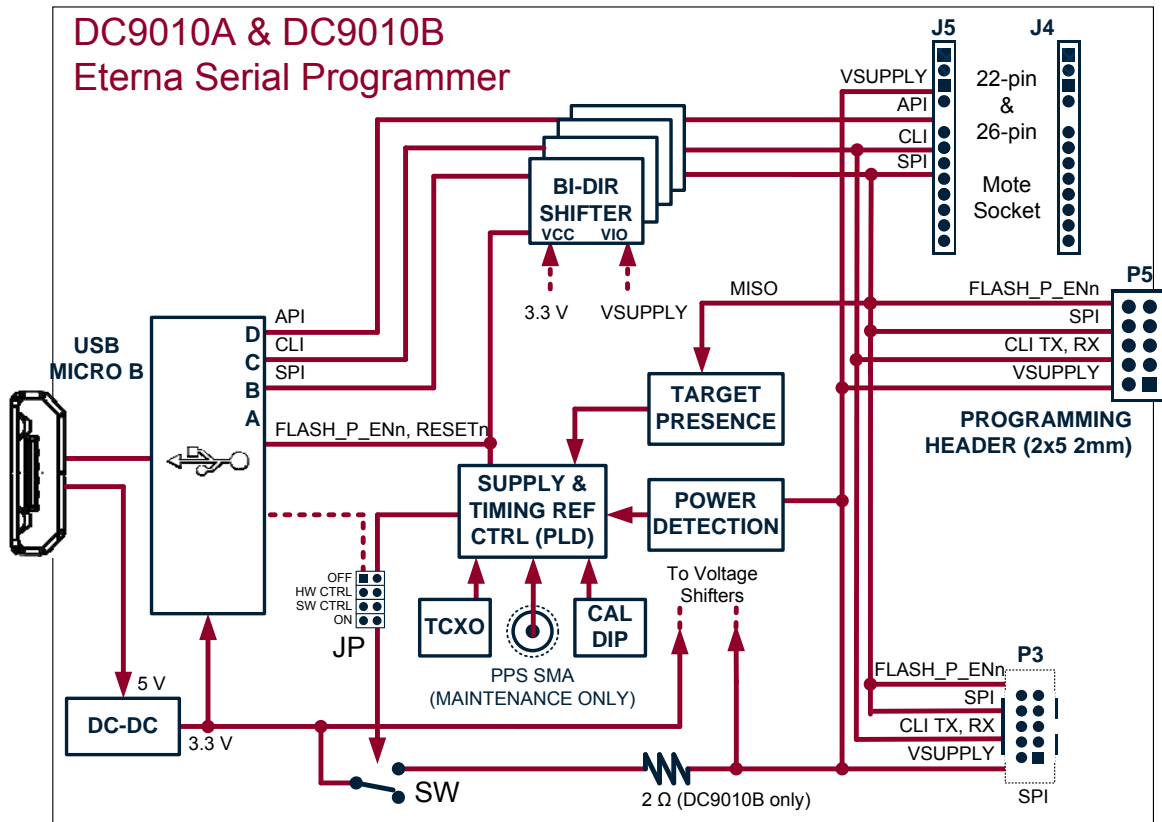 DC9010A & DC9010B
Eterna Serial Programmer
J5
J4
VSUPPLY
API
CLI
SPI
22-pin
&
26-pin
Mote
Socket
BI-DIR
SHIFTER
VCC VIO
3.3 V
VSUPPLY
MISO
USB
MICRO B
D
C
B
A
API
CLI
SPI
FLASH_P_ENn, RESETn
P5
FLASH_P_ENn
SPI
CLI TX, RX
VSUPPLY
PROGRAMMING
HEADER (2x5 2mm)
TARGET
PRESENCE
SUPPLY &
TIMING REF
CTRL (PLD)
POWER
DETECTION
To Voltage
Shifters
OFF
HW CTRL
SW CTRL
ON
JP
TCXO
CAL
DIP
PPS SMA
(MAINTENANCE ONLY)
5 V
DC-DC
3.3 V
SW
2 Ω (DC9010B only)
P3
FLASH_P_ENn
SPI
CLI TX, RX
VSUPPLY
SPI